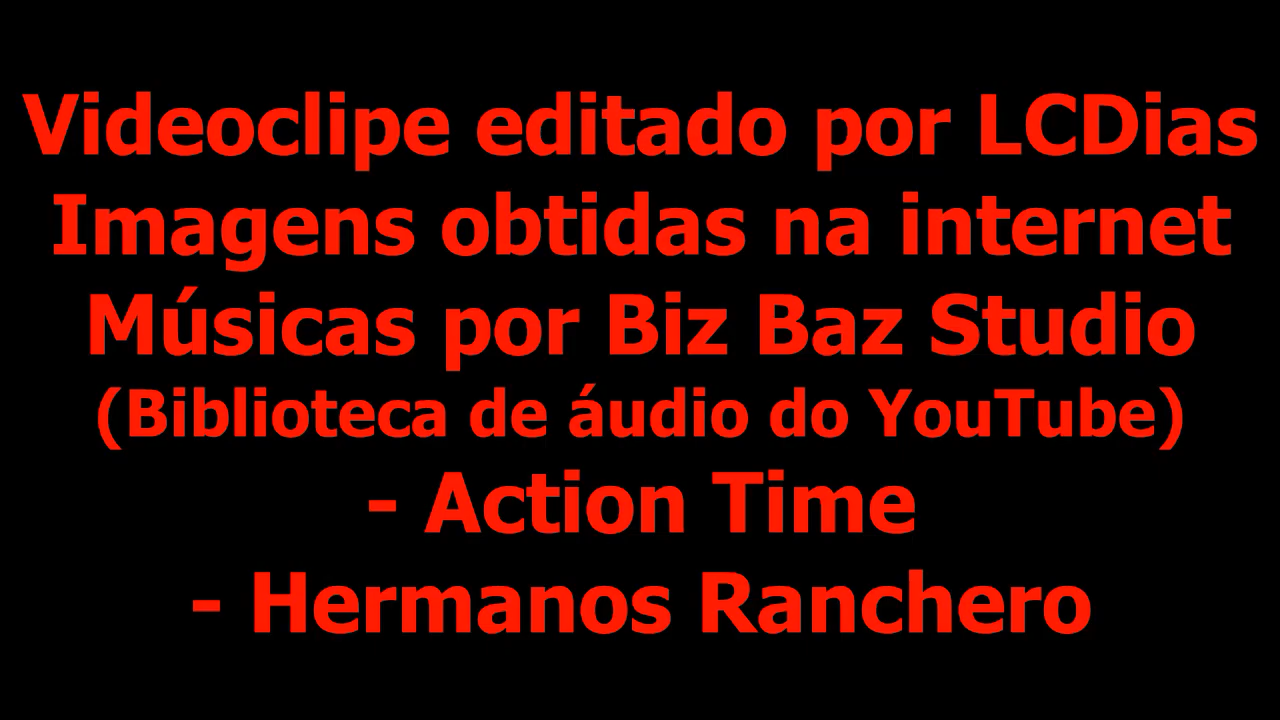 Videoclipe editado por LCDias
Imagens obtidas na internet
Músicas por Biz Baz Studio
(Biblioteca de áudio do YouTube)
- Action Time
- Hermanos Ranchero